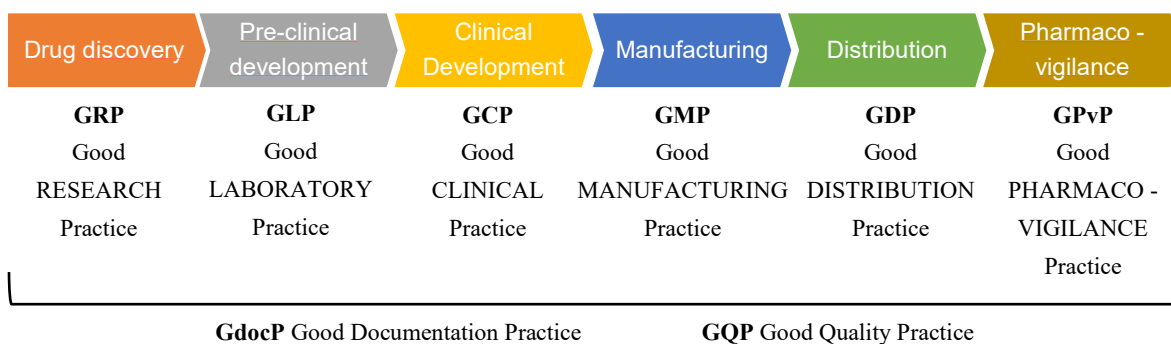 Drug discovery
Pre-clinical
development
Clinical
Development
Manufacturing
Distribution
Pharmaco -
vigilance
GRP
Good
RESEARCH
Practice
GLP
Good
LABORATORY
Practice
GCP
Good
CLINICAL
Practice
GMP
Good
MANUFACTURING
Practice
GDP
Good
DISTRIBUTION
Practice
GPvP
Good
PHARMACO -
VIGILANCE
Practice
GdocP Good Documentation Practice
GQP Good Quality Practice